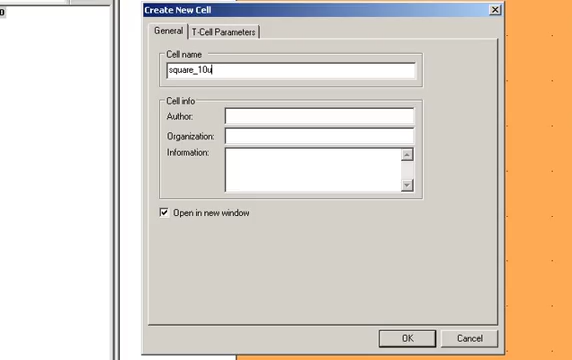 Create New Cell
General T-Cell Parameters
Cell name
square_10u
Cell info
Author:
Organization:
Information:
Open in new window
OK Cancel